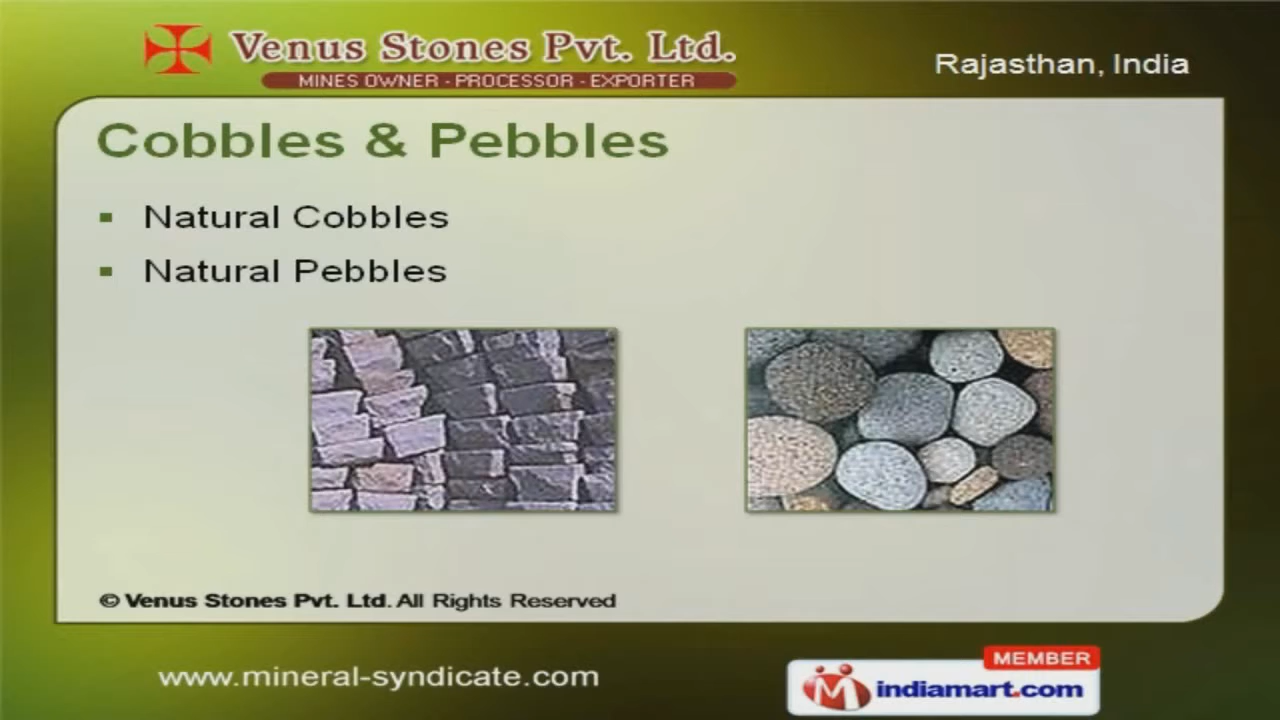 Venus Stones Pvt. Ltd.
MINES OWNER - PROCESSOR - EXPORTER
Rajasthan, India
Cobbles & Pebbles
▪ Natural Cobbles
▪ Natural Pebbles
© Venus Stones Pvt. Ltd. All Rights Reserved
www.mineral-syndicate.com
MEMBER
indiamart.com